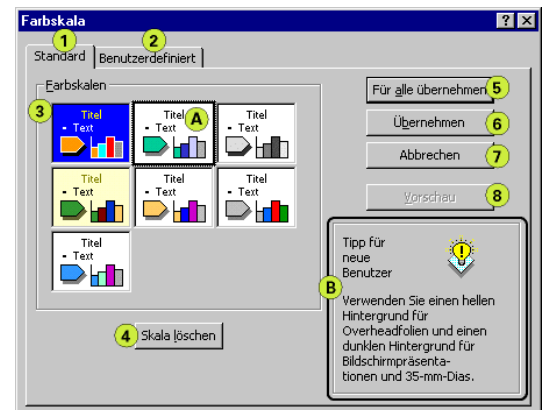 Farbskala
? x
1
2
Standard
Benutzerdefiniert
Farbskalen
3
Titel
- Text
Titel
- Text
A
Titel
- Text
Titel
- Text
Titel
- Text
Titel
- Text
Titel
- Text
4 Skala löschen
Für alle übernehmen 5
Übernehmen 6
Abbrechen 7
Vorschau 8
B
Tipp für
neue
Benutzer
Verwenden Sie einen hellen
Hintergrund für
Overheadfolien und einen
dunklen Hintergrund für
Bildschirmpräsenta-
tionen und 35-mm-Dias.